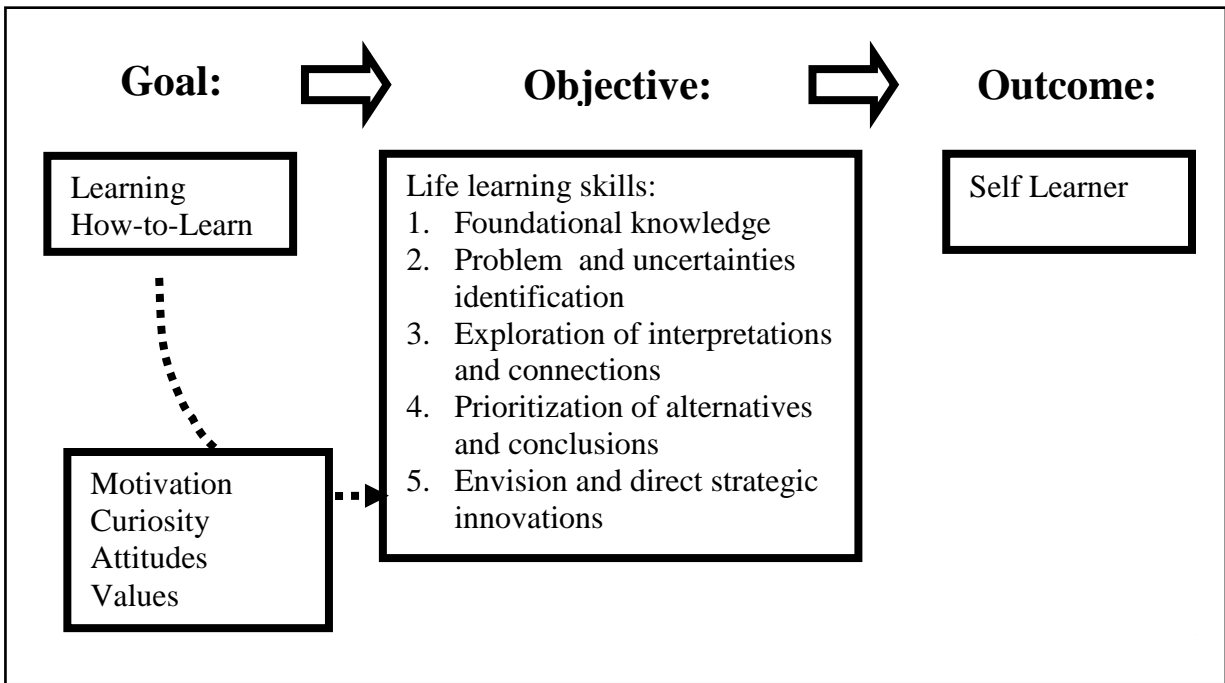 Goal:
Objective:
Outcome:
Learning
How-to-Learn
Life learning skills:
1. Foundational knowledge
2. Problem and uncertainties
identification
3. Exploration of interpretations
and connections
4. Prioritization of alternatives
and conclusions
5. Envision and direct strategic
innovations
Self Learner
Motivation
Curiosity
Attitudes
Values